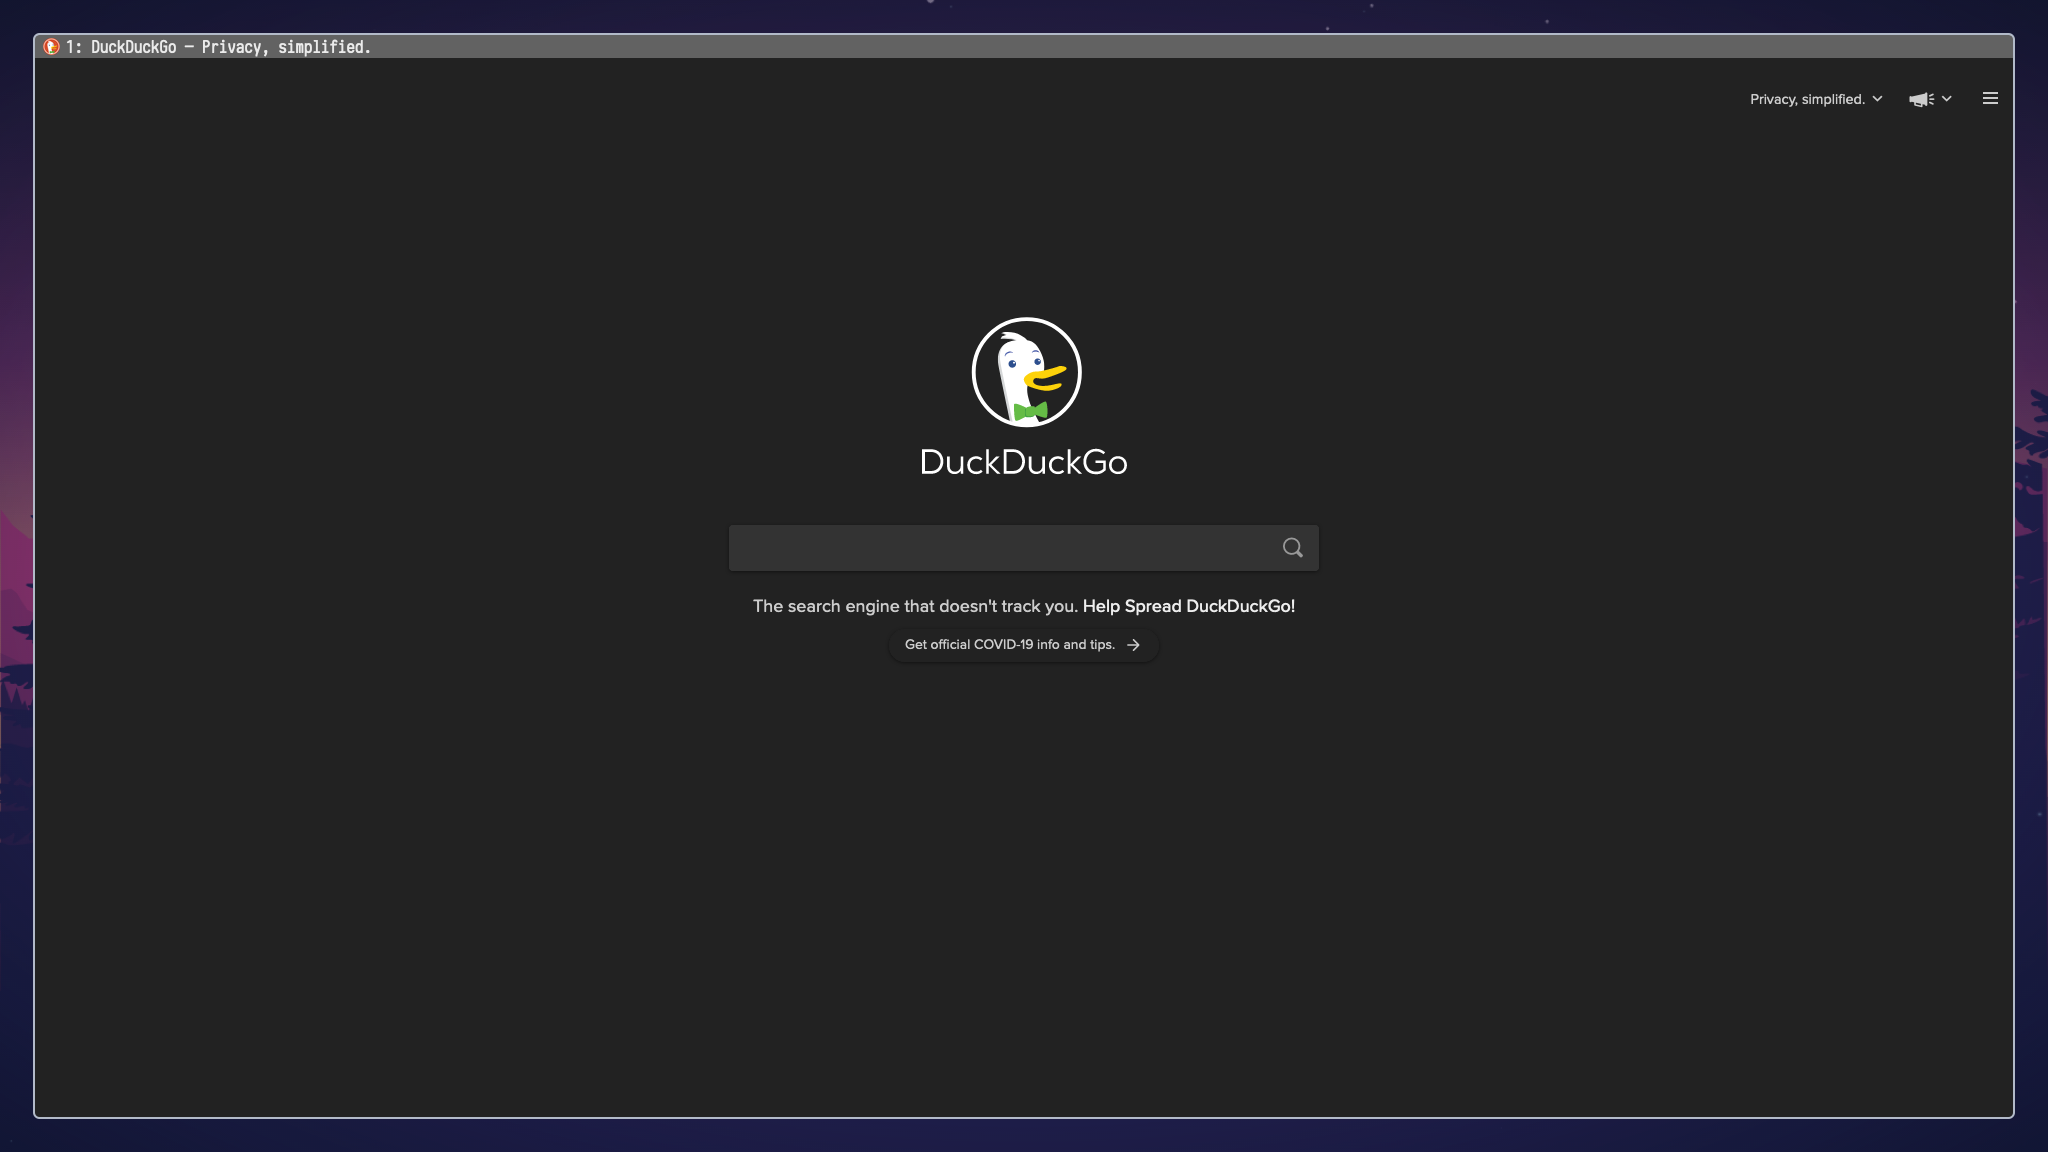 1: DuckDuckGo — Privacy, simplified.
Privacy, simplified.
DuckDuckGo
The search engine that doesn't track you. Help Spread DuckDuckGo!
Get official COVID-19 info and tips.